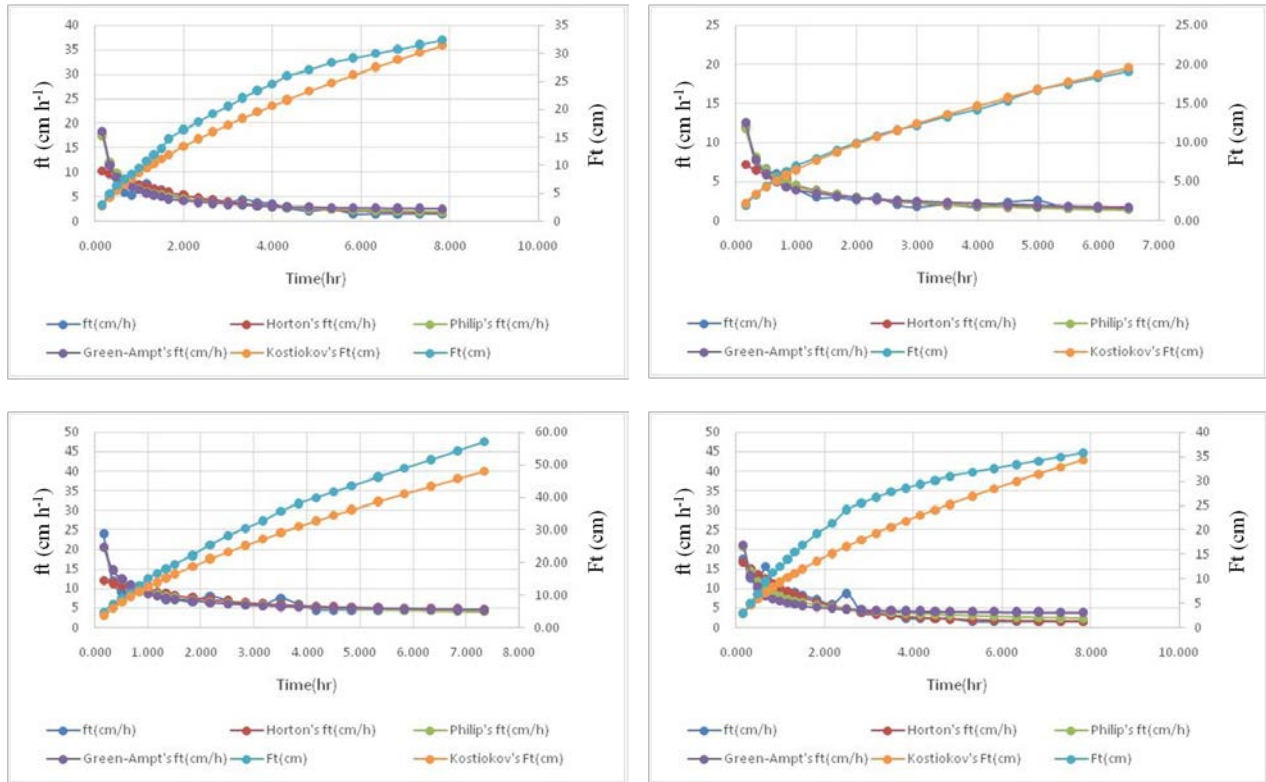 40
35
30
25
20
15
10
5
0
ft (cm h-1)
35
30
25
20
15
10
5
0
Ft (cm)
0.000 2.000 4.000 6.000 8.000 10.000
Time(hr)
ft(cm/h) Horton's ft(cm/h) Philip's ft(cm/h)
Green-Ampt's ft(cm/h) Kostiokov's Ft(cm) Ft(cm)
25
20
15
10
5
0
ft (cm h-1)
25.00
20.00
15.00
10.00
5.00
0.00
Ft (cm)
0.000 1.000 2.000 3.000 4.000 5.000 6.000 7.000
Time(hr)
ft(cm/h) Horton's ft(cm/h) Philip's ft(cm/h)
Green-Ampt's ft(cm/h) Ft(cm) Kostiokov's Ft(cm)
50
45
40
35
30
25
20
15
10
5
0
ft (cm h-1)
60.00
50.00
40.00
30.00
20.00
10.00
0.00
Ft (cm)
0.000 1.000 2.000 3.000 4.000 5.000 6.000 7.000 8.000
Time(hr)
ft(cm/h) Horton's ft(cm/h) Philip's ft(cm/h)
Green-Ampt's ft(cm/h) Ft(cm) Kostiokov's Ft(cm)
50
45
40
35
30
25
20
15
10
5
0
ft (cm h-1)
40
35
30
25
20
15
10
5
0
Ft (cm)
0.000 2.000 4.000 6.000 8.000 10.000
Time(hr)
ft(cm/h) Horton's ft(cm/h) Philip's ft(cm/h)
Green-Ampt's ft(cm/h) Kostiokov's Ft(cm) Ft(cm)